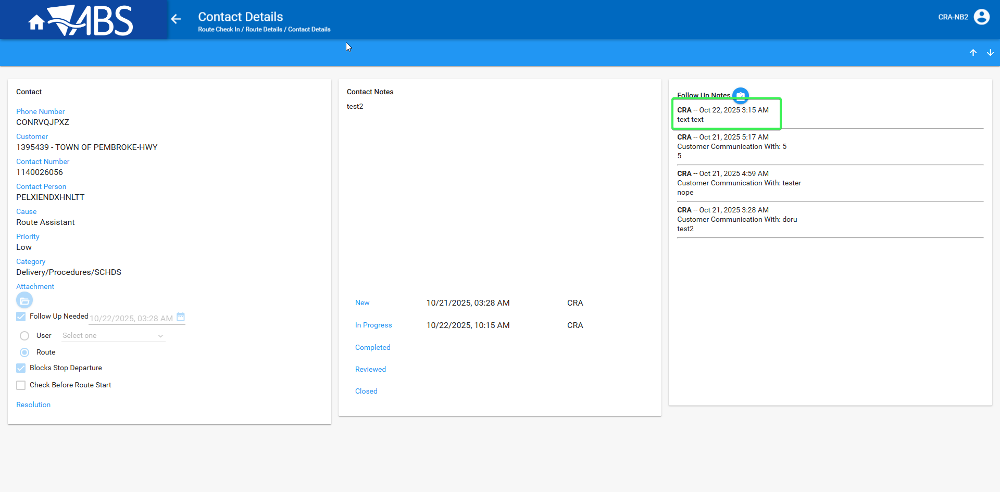 ABS
Contact Details
Route Check In / Route Details / Contact Details
CRA-NB2
Contact
Phone Number
CONRVQJPXZ
Customer
1395439 - TOWN OF PEMBROKE-HWY
Contact Number
1140026056
Contact Person
PELXIENDXHNLTT
Cause
Route Assistant
Priority
Low
Category
Delivery/Procedures/SCHDS
Attachment
Follow Up Needed 10/22/2025, 03:28 AM
User Select one
Route
Blocks Stop Departure
Check Before Route Start
Resolution
Contact Notes
test2
New 10/21/2025, 03:28 AM CRA
In Progress 10/22/2025, 10:15 AM CRA
Completed
Reviewed
Closed
Follow Up Notes
CRA -- Oct 22, 2025 3:15 AM
text text
CRA -- Oct 21, 2025 5:17 AM
Customer Communication With: 5
5
CRA -- Oct 21, 2025 4:59 AM
Customer Communication With: tester
nope
CRA -- Oct 21, 2025 3:28 AM
Customer Communication With: doru
test2